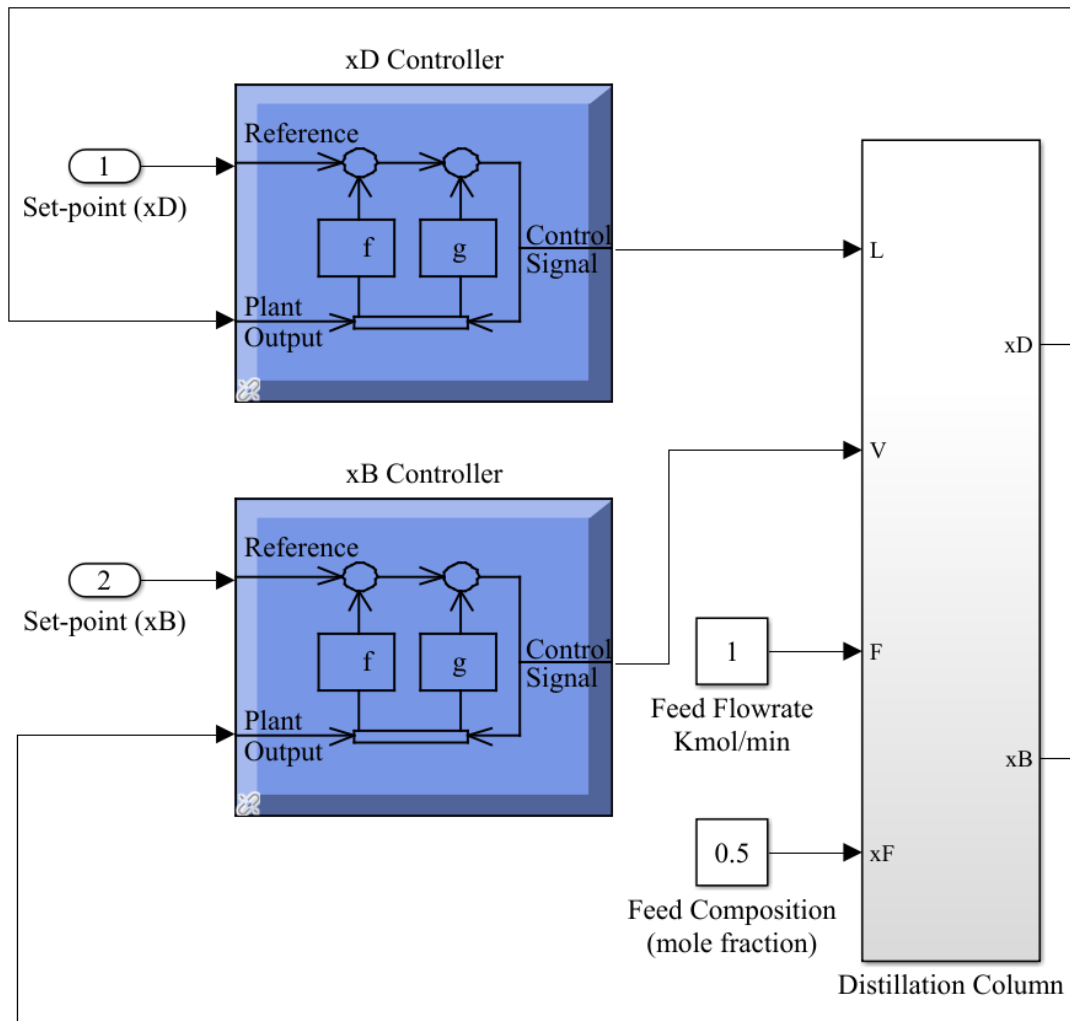 xD Controller
Reference
1
Set-point (xD)
f
g
Control
Signal
Plant
Output
L
xD
V
xB Controller
Reference
2
Set-point (xB)
f
g
Control
Signal
Plant
Output
1
F
Feed Flowrate
Kmol/min
xB
0.5
xF
Feed Composition
(mole fraction)
Distillation Column